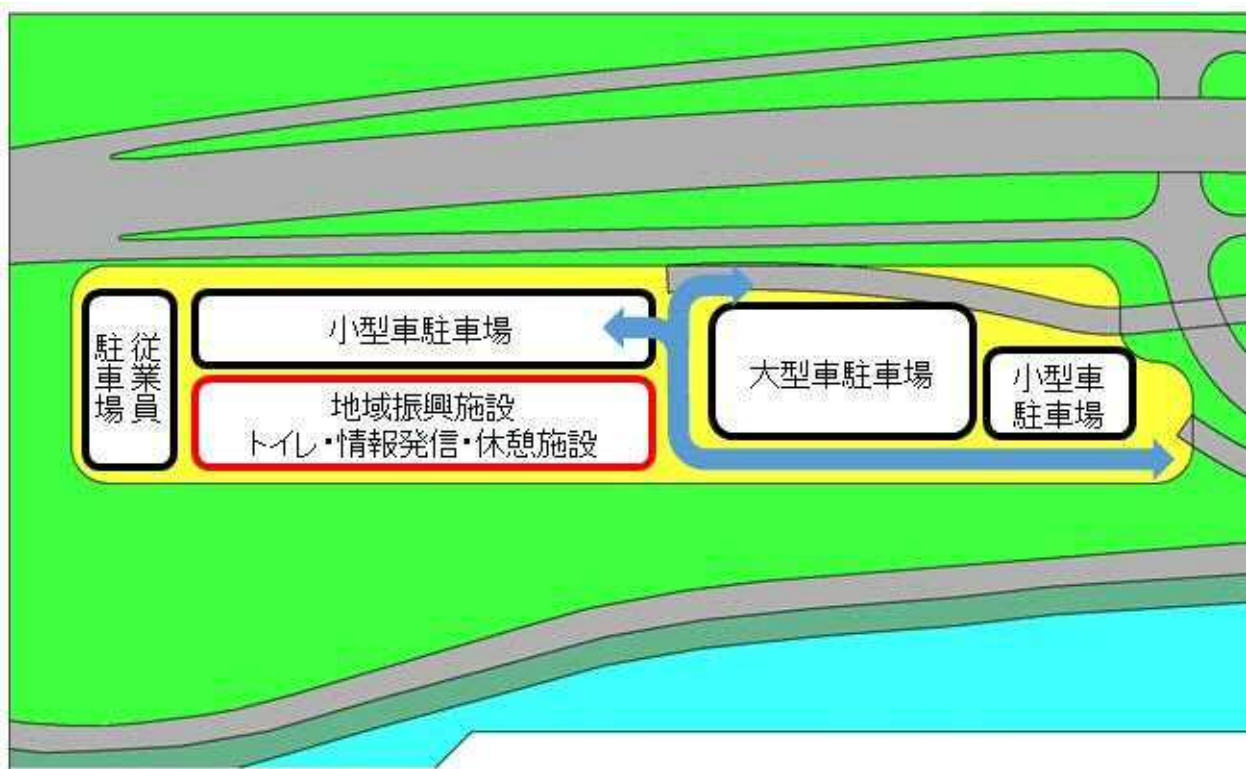 従業員
駐車場
小型車駐車場
地域振興施設
トイレ・情報発信・休憩施設
大型車駐車場
小型車
駐車場